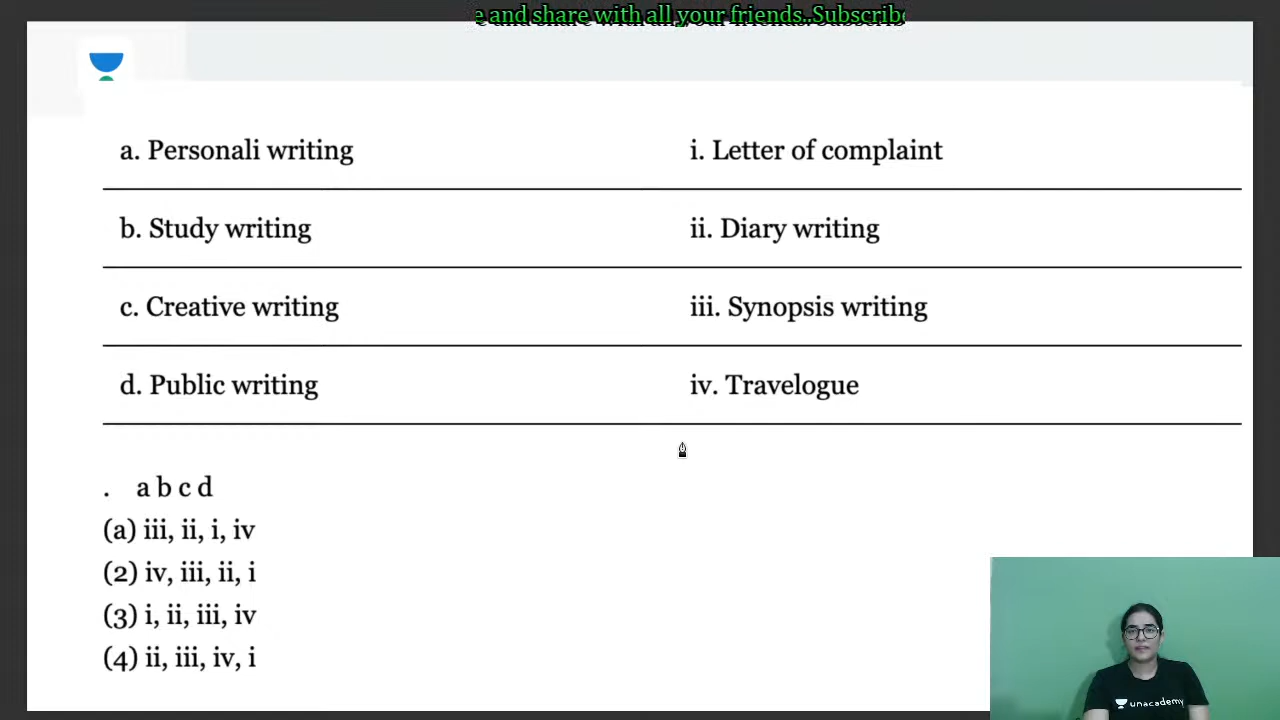 e and share with all your friends..Subscribe
a. Personali writing
i. Letter of complaint
b. Study writing
ii. Diary writing
c. Creative writing
iii. Synopsis writing
d. Public writing
iv. Travelogue
. a b c d
(a) iii, ii, i, iv
(2) iv, iii, ii, i
(3) i, ii, iii, iv
(4) ii, iii, iv, i
unacademy